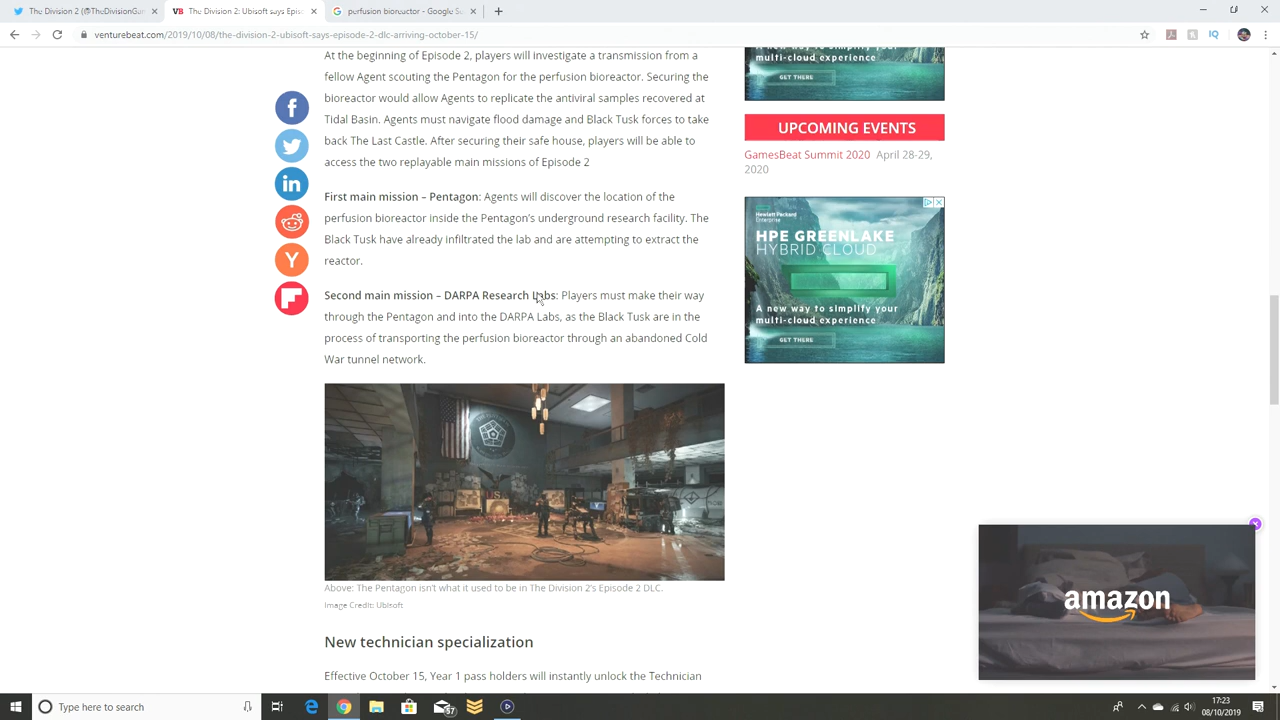 The Division 2 (@TheDivisionGam
VB The Division 2: Ubisoft says Epis
perfusion bioreactor - Google Se
venturebeat.com/2019/10/08/the-division-2-ubisoft-says-episode-2-dlc-arriving-october-15/
At the beginning of Episode 2, players will investigate a transmission from a
fellow Agent scouting the Pentagon for the perfusion bioreactor. Securing the
bioreactor would allow Agents to replicate the antiviral samples recovered at
Tidal Basin. Agents must navigate flood damage and Black Tusk forces to take
back The Last Castle. After securing their safe house, players will be able to
access the two replayable main missions of Episode 2
First main mission – Pentagon: Agents will discover the location of the
perfusion bioreactor inside the Pentagon's underground research facility. The
Black Tusk have already infiltrated the lab and are attempting to extract the
reactor.
Second main mission – DARPA Research Labs: Players must make their way
through the Pentagon and into the DARPA Labs, as the Black Tusk are in the
process of transporting the perfusion bioreactor through an abandoned Cold
War tunnel network.
Above: The Pentagon isn't what it used to be in The Division 2's Episode 2 DLC.
Image Credit: Ubisoft
New technician specialization
Effective October 15, Year 1 pass holders will instantly unlock the Technician
multi-cloud experience
GET THERE
UPCOMING EVENTS
GamesBeat Summit 2020 April 28-29,
2020
Hewlett Packard
Enterprise
HPE GREENLAKE
HYBRID CLOUD
A new way to simplify your
multi-cloud experience
GET THERE
amazon
Type here to search
17:23
08/10/2019